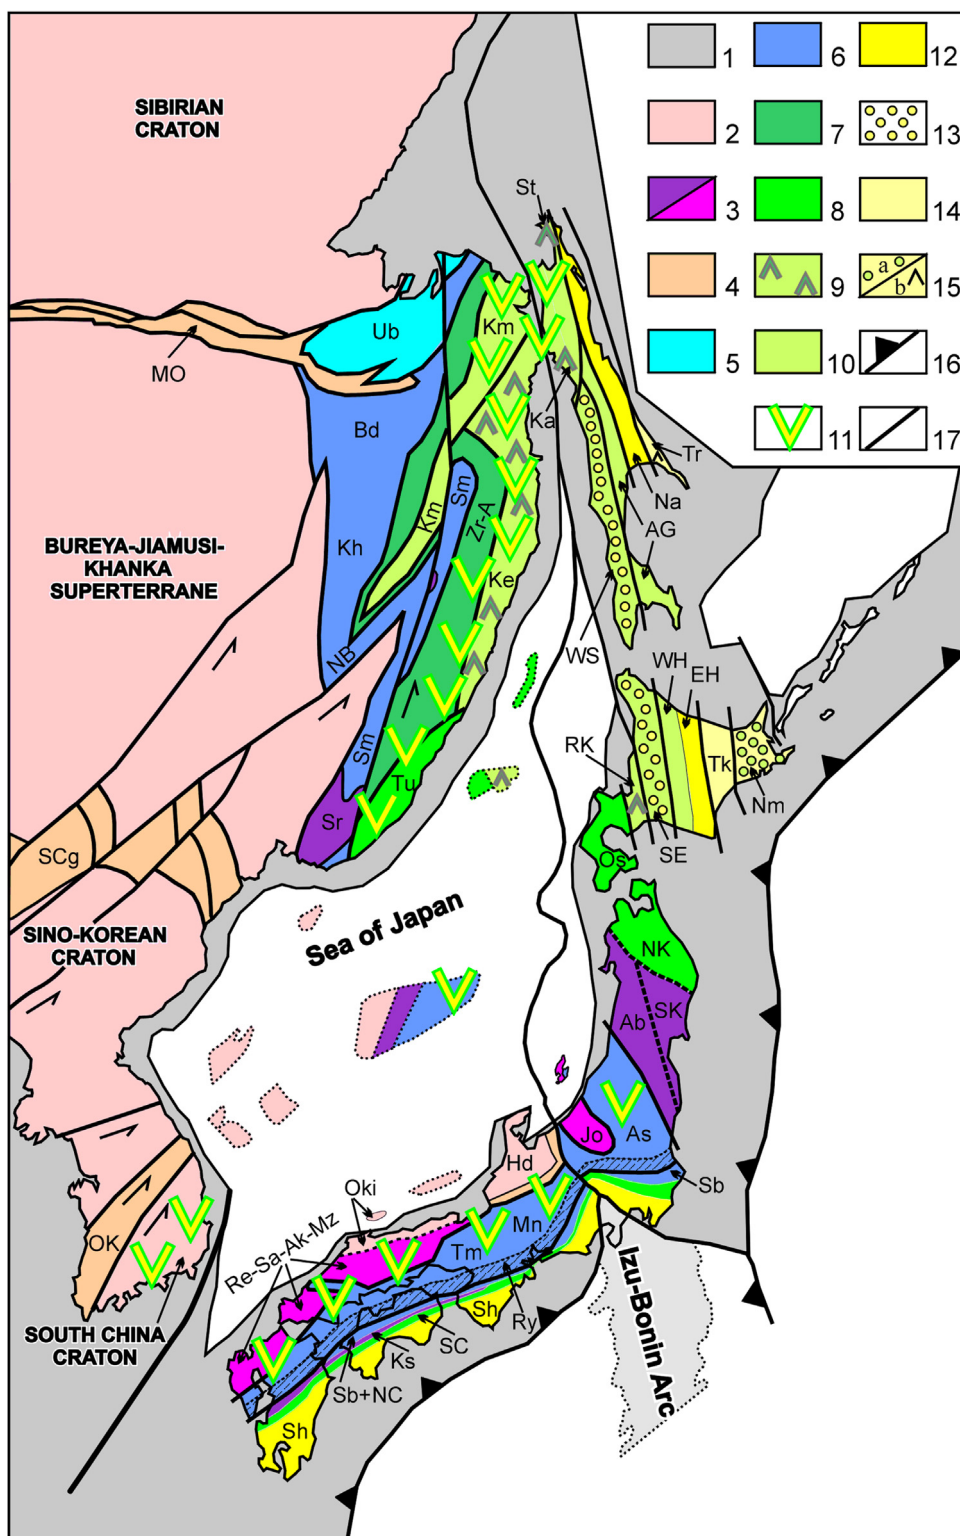 SIBIRIAN
CRATON
1
6
12
2
7
13
3
8
14
4
9
a
b
15
5
10
16
11
17
St
Ub
Km
MO
Bd
Ka
Tr
Na
AG
Sm
Km
Zr-A
BUREYA-JIAMUSI-
KHANKA
SUPERTERRANE
Kh
Ke
NB
WS
WH
EH
Sm
RK
Tk
Tu
Nm
Sr
SCg
SE
Os
Sea of Japan
SINO-KOREAN
CRATON
NK
Ab
SK
Jo
As
Hd
Sb
Oki
Mn
Re-Sa-Ak-Mz
Tm
OK
Izu-Bonin Arc
Sh
Ry
SOUTH CHINA
CRATON
SC
Ks
Sb+NC
Sh